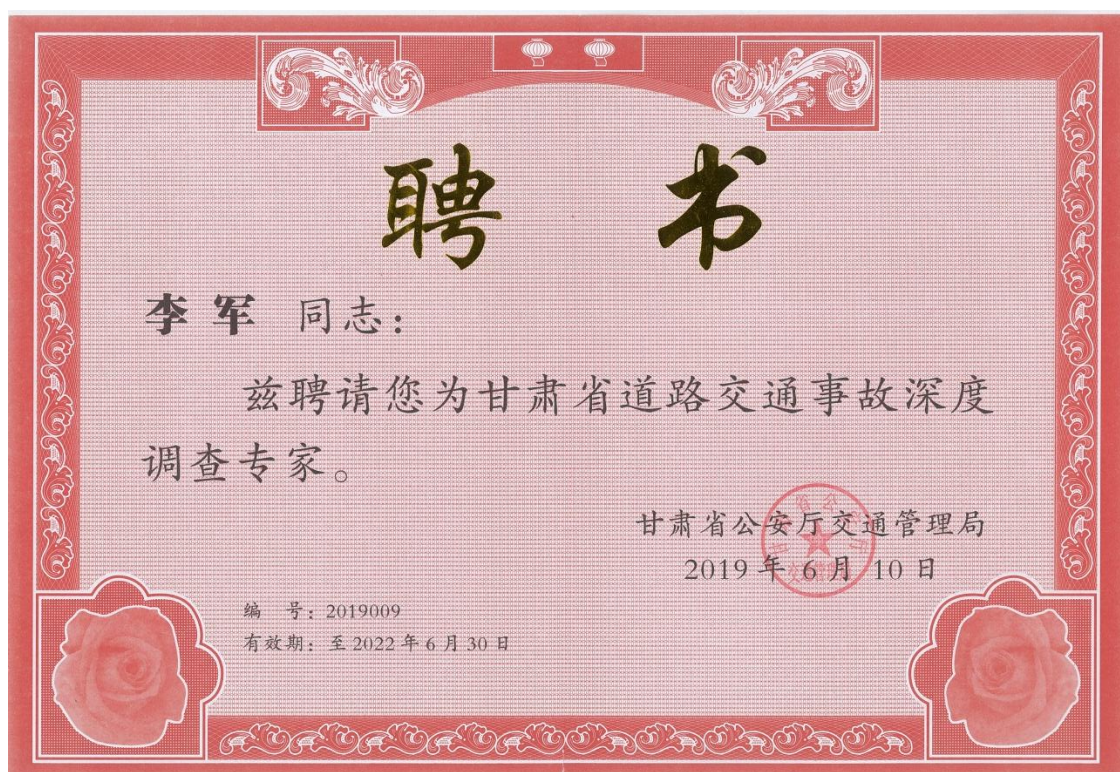 聘 书
李军 同志：
兹聘请您为甘肃省道路交通事故深度
调查专家。
甘肃省公安厅交通管理局
2019 年 6 月 10 日
编 号：2019009
有效期：至 2022 年 6 月 30 日